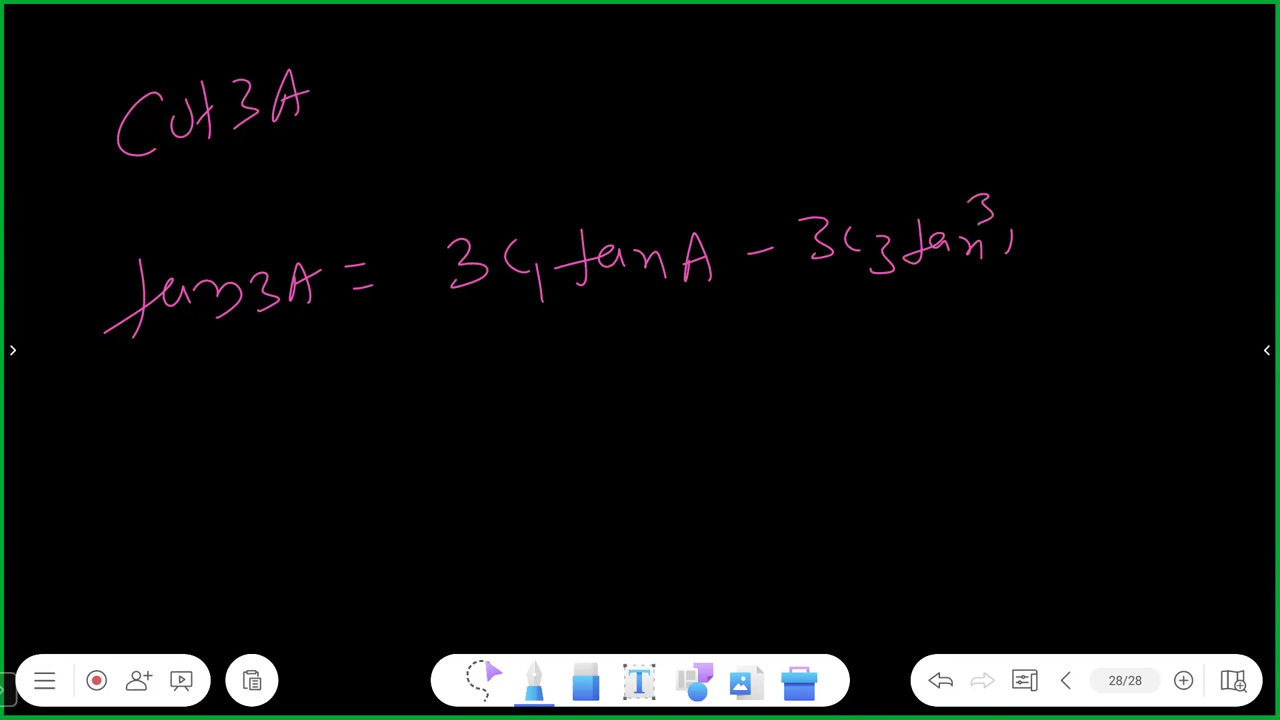 Cot3A
tan3A = 3C₁ tanA - 3C₃ tan³
28/28